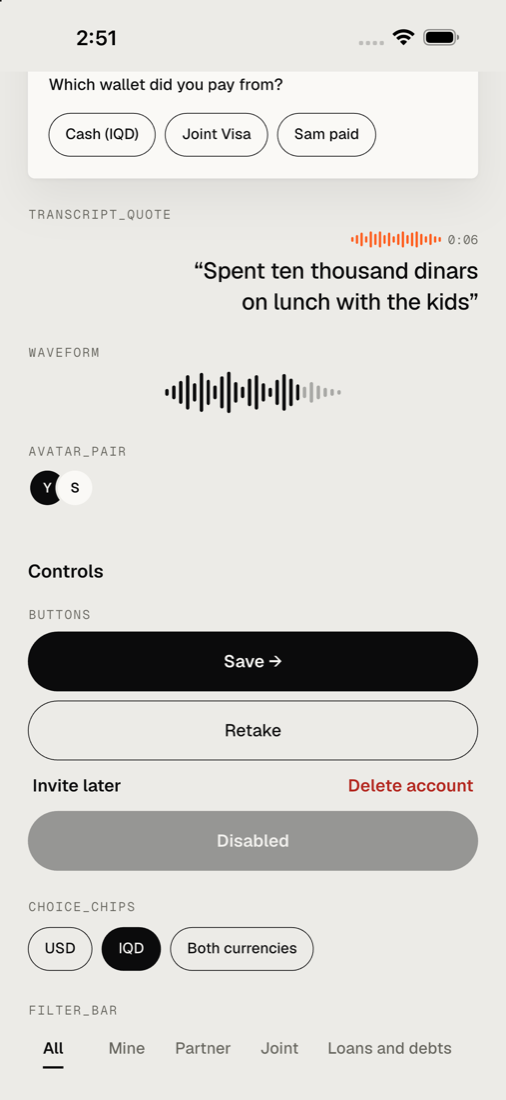 2:51
Which wallet did you pay from?
Cash (IQD) Joint Visa Sam paid
TRANSCRIPT_QUOTE
0:06
“Spent ten thousand dinars
on lunch with the kids”
WAVEFORM
AVATAR_PAIR
Y S
Controls
BUTTONS
Save →
Retake
Invite later Delete account
Disabled
CHOICE_CHIPS
USD IQD Both currencies
FILTER_BAR
All Mine Partner Joint Loans and debts